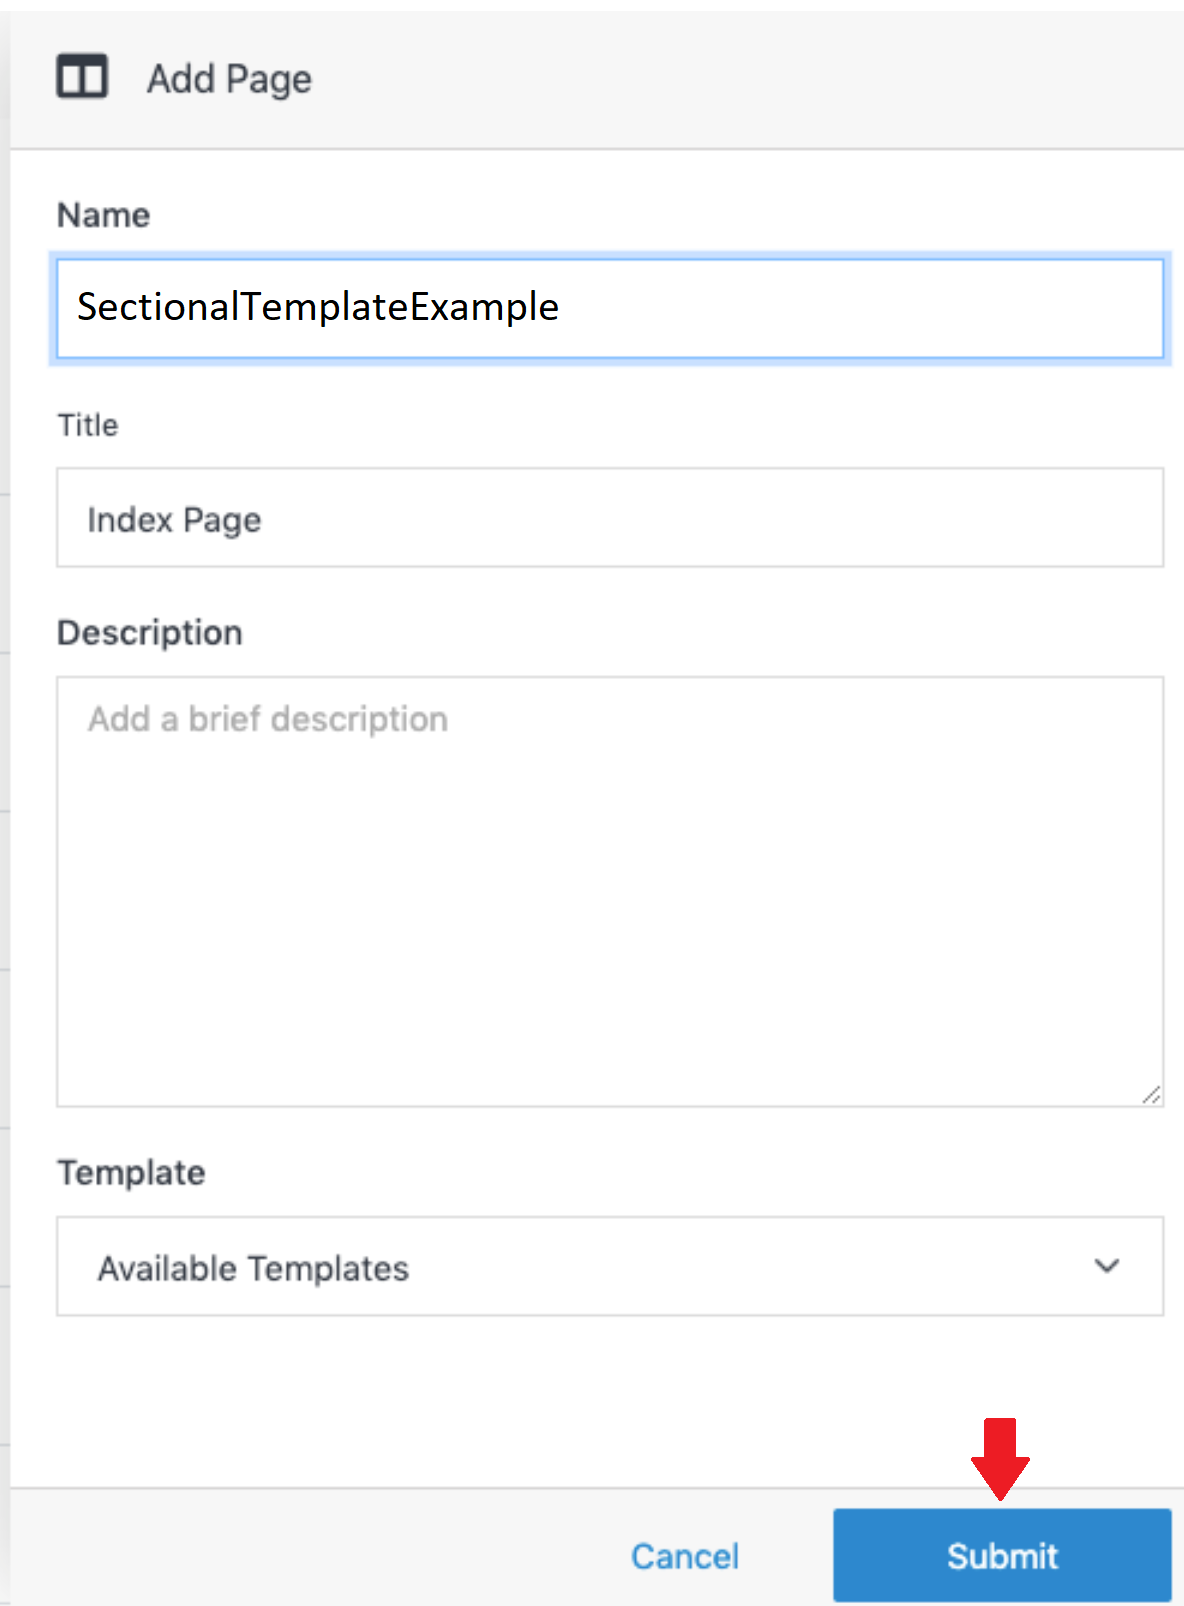 Add Page
Name
SectionalTemplateExample
Title
Index Page
Description
Add a brief description
Template
Available Templates
Cancel
Submit